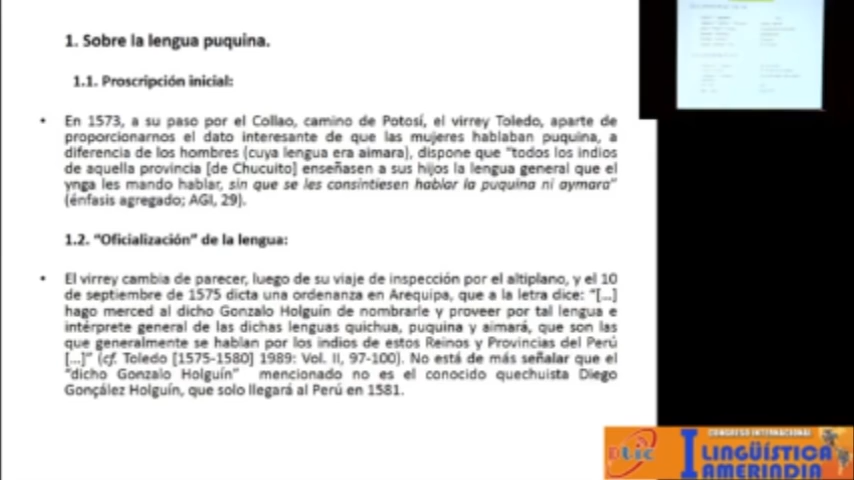 1. Sobre la lengua puquina.
1.1. Proscripción inicial:
• En 1573, a su paso por el Collao, camino de Potosí, el virrey Toledo, aparte de
proporcionarnos el dato interesante de que las mujeres hablaban puquina, a
diferencia de los hombres (cuya lengua era aimara), dispone que “todos los indios
de aquella provincia [de Chucuito] enseñasen a sus hijos la lengua general que el
ynga les mando hablar, sin que se les consintiesen hablar la puquina ni aymara”
(énfasis agregado; AGI, 29).
1.2. “Oficialización” de la lengua:
• El virrey cambia de parecer, luego de su viaje de inspección por el altiplano, y el 10
de septiembre de 1575 dicta una ordenanza en Arequipa, que a la letra dice: “[...]
hago merced al dicho Gonzalo Holguín de nombrarle y proveer por tal lengua e
intérprete general de las dichas lenguas quichua, puquina y aimará, que son las
que generalmente se hablan por los indios de estos Reinos y Provincias del Perú
[...]” (cf. Toledo [1575-1580] 1989: Vol. II, 97-100). No está de más señalar que el
“dicho Gonzalo Holguín” mencionado no es el conocido quechuista Diego
Gonçález Holguín, que solo llegará al Perú en 1581.
CONGRESO INTERNACIONAL
I LINGÜÍSTICA
AMERINDIA